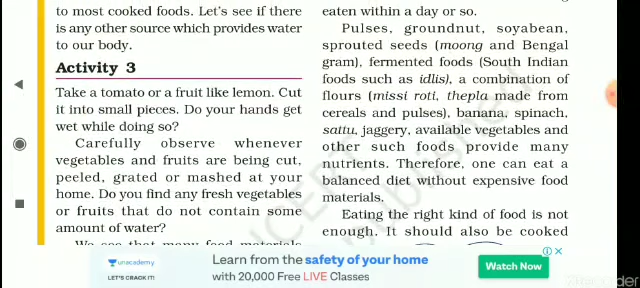 to most cooked foods. Let's see if there
is any other source which provides water
to our body.
Activity 3
Take a tomato or a fruit like lemon. Cut
it into small pieces. Do your hands get
wet while doing so?
Carefully observe whenever
vegetables and fruits are being cut,
peeled, grated or mashed at your
home. Do you find any fresh vegetables
or fruits that do not contain some
amount of water?
We see that many food materials
eaten within a day or so.
Pulses, groundnut, soyabean,
sprouted seeds (moong and Bengal
gram), fermented foods (South Indian
foods such as idlis), a combination of
flours (missi roti, thepla made from
cereals and pulses), banana, spinach,
sattu, jaggery, available vegetables and
other such foods provide many
nutrients. Therefore, one can eat a
balanced diet without expensive food
materials.
Eating the right kind of food is not
enough. It should also be cooked
unacademy
LET'S CRACK IT!
Learn from the safety of your home
with 20,000 Free LIVE Classes
Watch Now